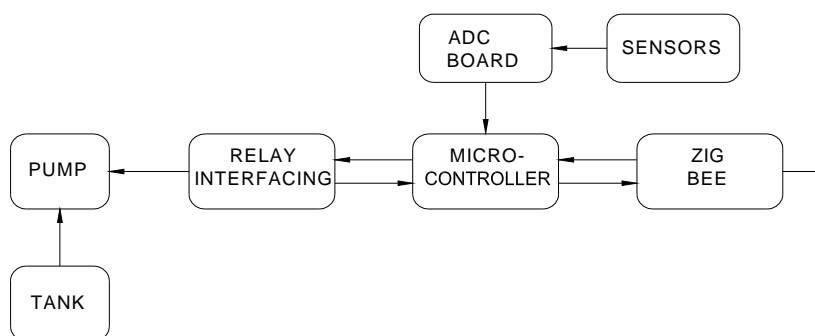 ADC
BOARD
SENSORS
PUMP
RELAY
INTERFACING
MICRO-
CONTROLLER
ZIG
BEE
TANK